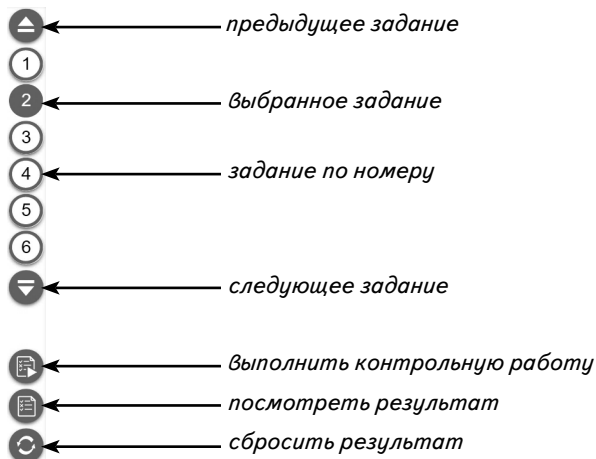 предыдущее задание
1
2 выбранное задание
3
4 задание по номеру
5
6
следующее задание
выполнить контрольную работу
посмотреть результат
сбросить результат